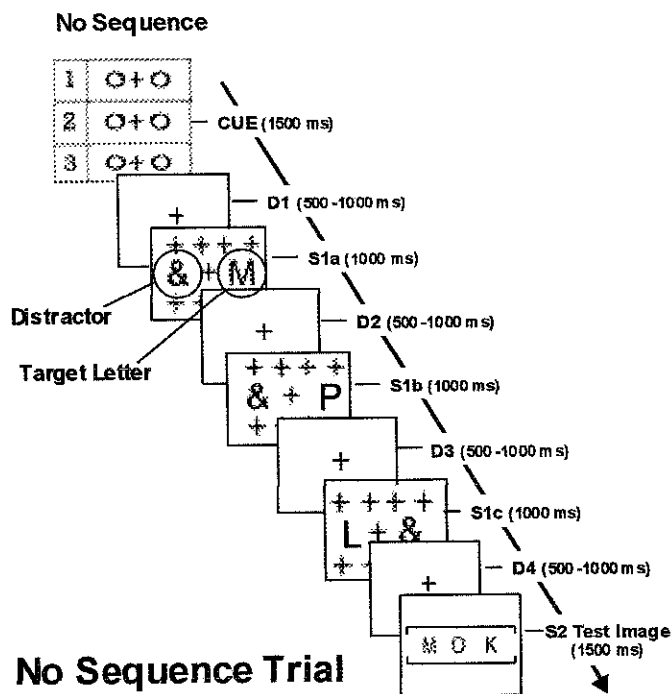 No Sequence
1 O+O
2 O+O
3 O+O
CUE (1500 ms)
+
D1 (500-1000 ms)
+ + + +
& + M
+ +
S1a (1000 ms)
Distractor
Target Letter
+
D2 (500-1000 ms)
+ + + +
& + P
+ +
S1b (1000 ms)
+
D3 (500-1000 ms)
+ + + +
L + &
+ +
S1c (1000 ms)
+
D4 (500-1000 ms)
M O K
S2 Test Image
(1500 ms)
No Sequence Trial